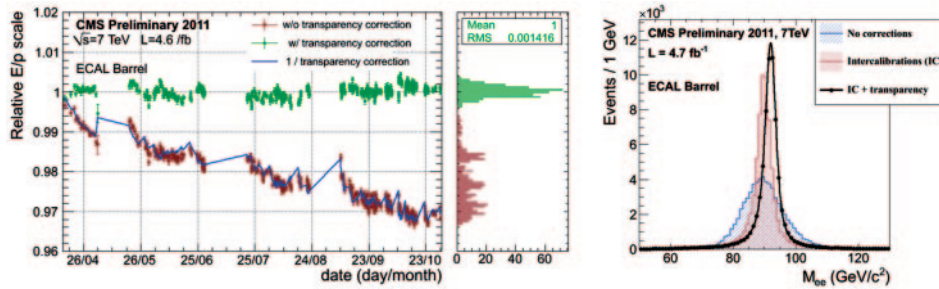 CMS Preliminary 2011
√s=7 TeV L=4.6 /fb
ECAL Barrel
w/o transparency correction
w/ transparency correction
1 / transparency correction
Relative E/p scale
1.02
1.01
1
0.99
0.98
0.97
0.96
26/04 26/05 25/06 25/07 24/08 23/09 23/10
date (day/month)
Mean 1
RMS 0.001416
0 20 40 60
×10³
CMS Preliminary 2011, 7TeV
L = 4.7 fb⁻¹
ECAL Barrel
No corrections
Intercalibrations (IC
IC + transparency
Events / 1 GeV
12
10
8
6
4
2
0
60 80 100 120
Mee (GeV/c²)